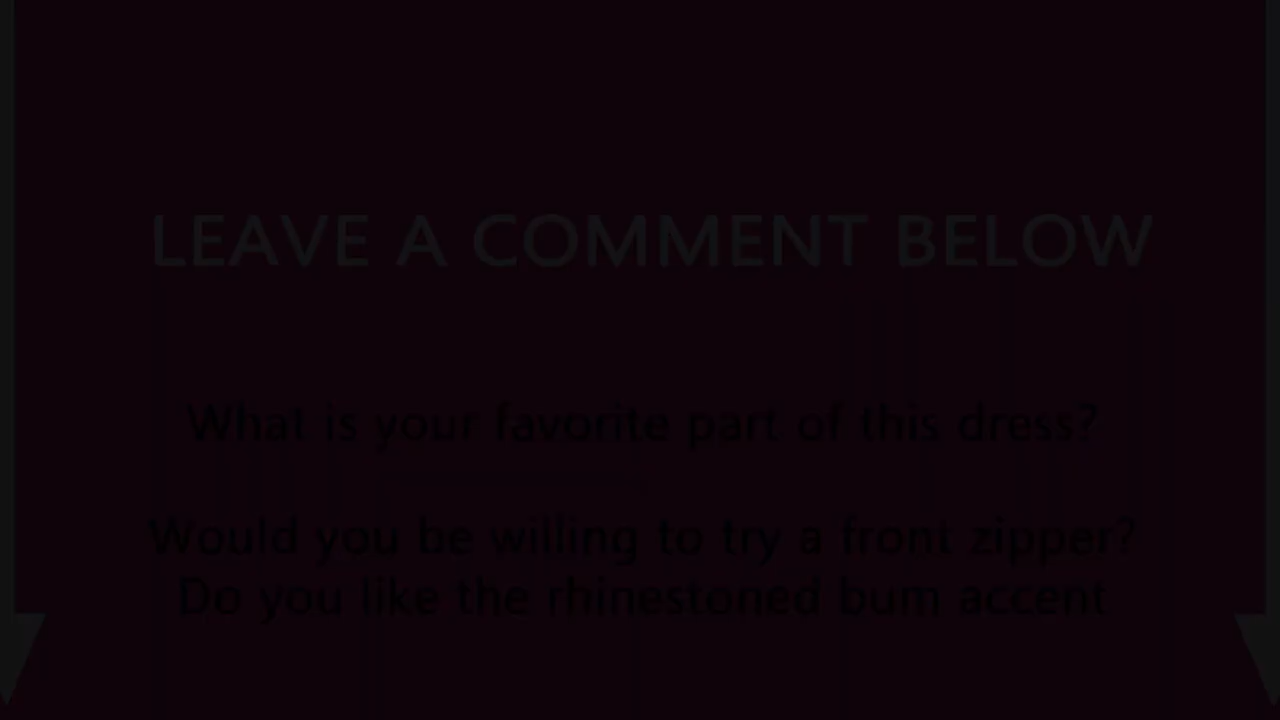 LEAVE A COMMENT BELOW
What is your favorite part of this dress?
Would you be willing to try a front zipper?
Do you like the rhinestoned bum accent